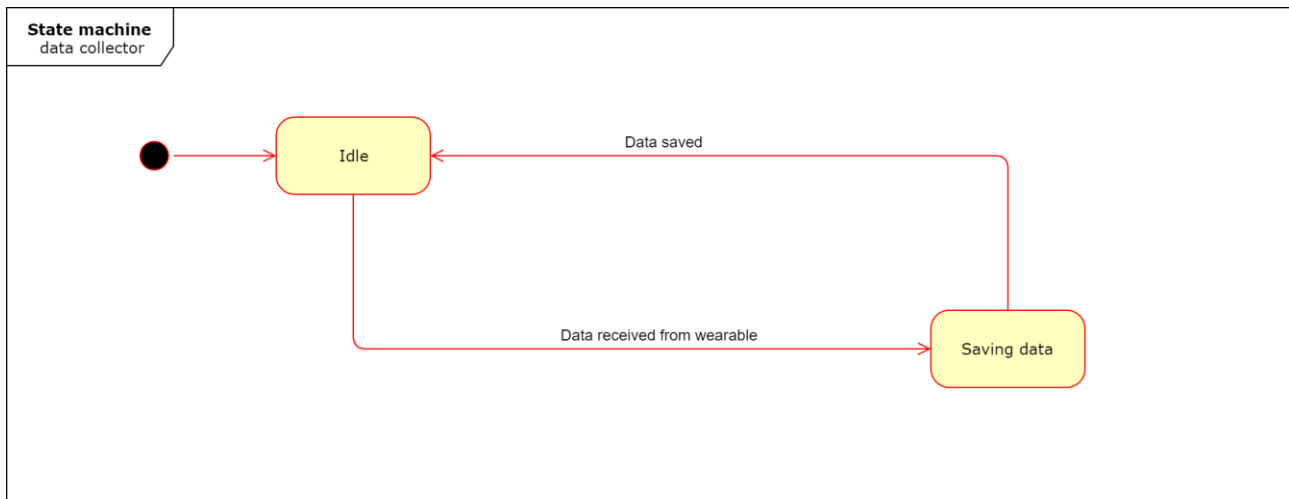 State machine
data collector
Idle
Data saved
Data received from wearable
Saving data